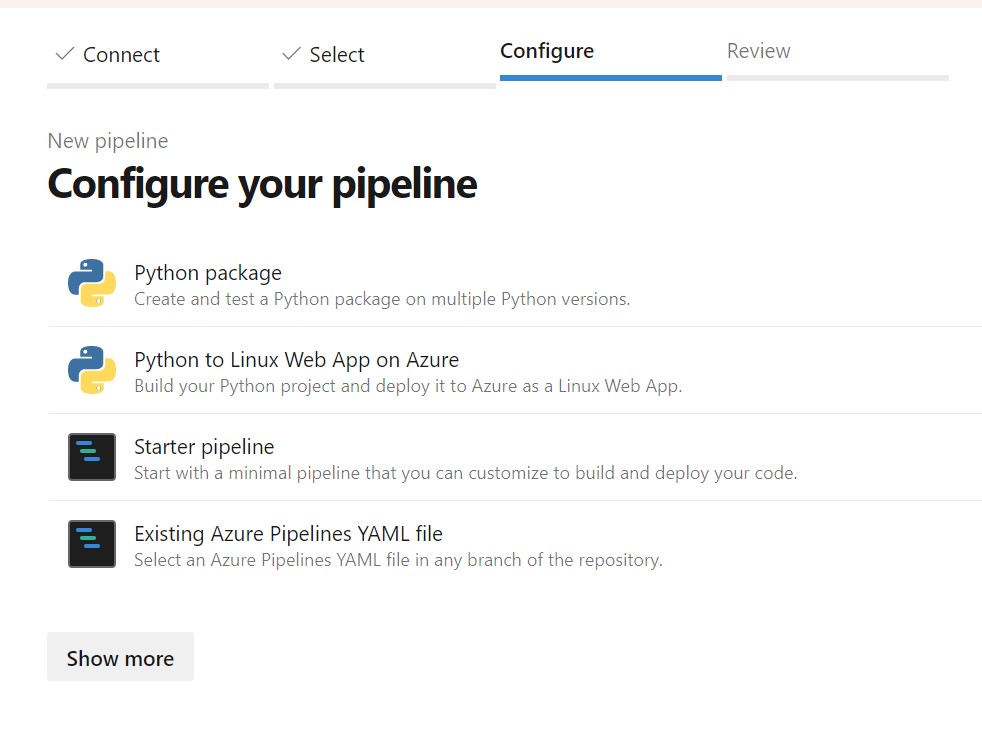 Connect
Select
Configure
Review
New pipeline
Configure your pipeline
Python package
Create and test a Python package on multiple Python versions.
Python to Linux Web App on Azure
Build your Python project and deploy it to Azure as a Linux Web App.
Starter pipeline
Start with a minimal pipeline that you can customize to build and deploy your code.
Existing Azure Pipelines YAML file
Select an Azure Pipelines YAML file in any branch of the repository.
Show more